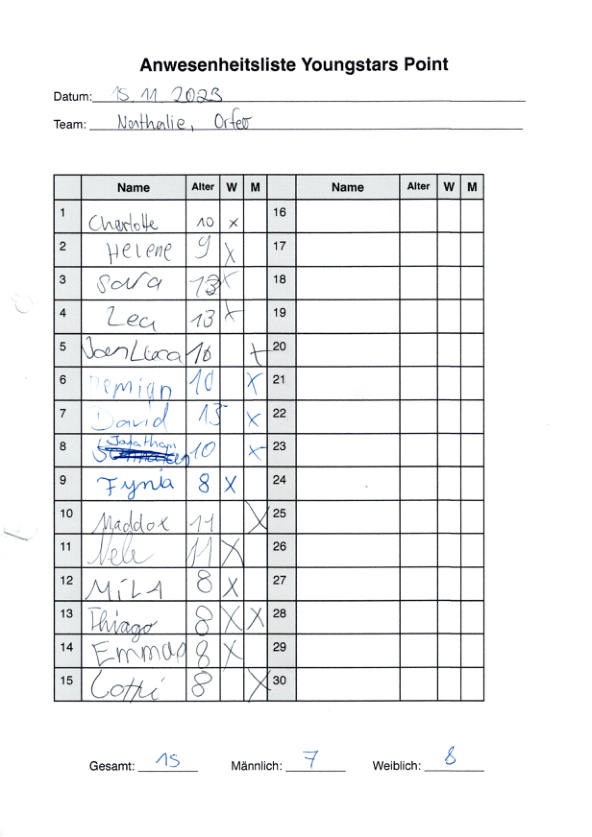 Anwesenheitsliste Youngstars Point
Datum: 15. 11. 2023
Team: Nathalie, Orfeo
Name Alter W M Name Alter W M
1 Charlotte 10 x 16
2 Helene 9 x 17
3 Sara 13 x 18
4 Lea 13 x 19
5 16 x 20
6 Demian 10 x 21
7 David 13 x 22
8 Jonatham 10 x 23
9 Fynia 8 x 24
10 Maddox 11 x 25
11 Nele 11 x 26
12 MiLA 8 x 27
13 Thiago 8 x x 28
14 Emma 8 x 29
15 8 x 30
Gesamt: 15 Männlich: 7 Weiblich: 8